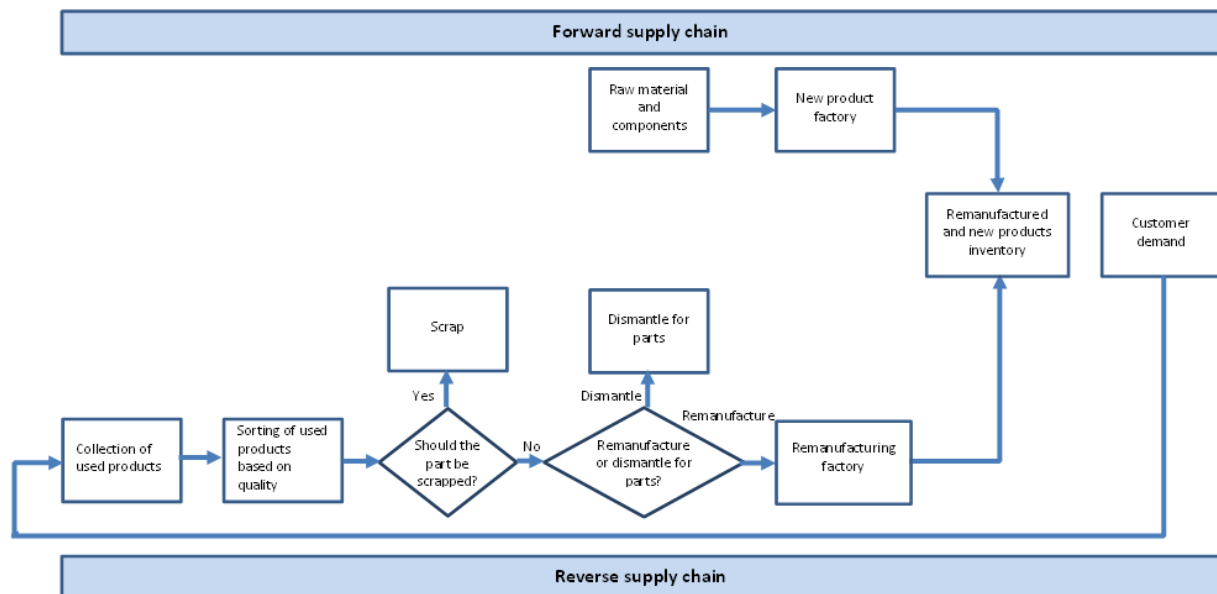 Forward supply chain
Raw material
and
components
New product
factory
Remanufactured
and new products
inventory
Customer
demand
Scrap
Dismantle for
parts
Yes
Dismantle
Remanufacture
Collection of
used products
Sorting of used
products
based on
quality
Should the
part be
scrapped?
No
Remanufacture
or dismantle for
parts?
Remanufacturing
factory
Reverse supply chain